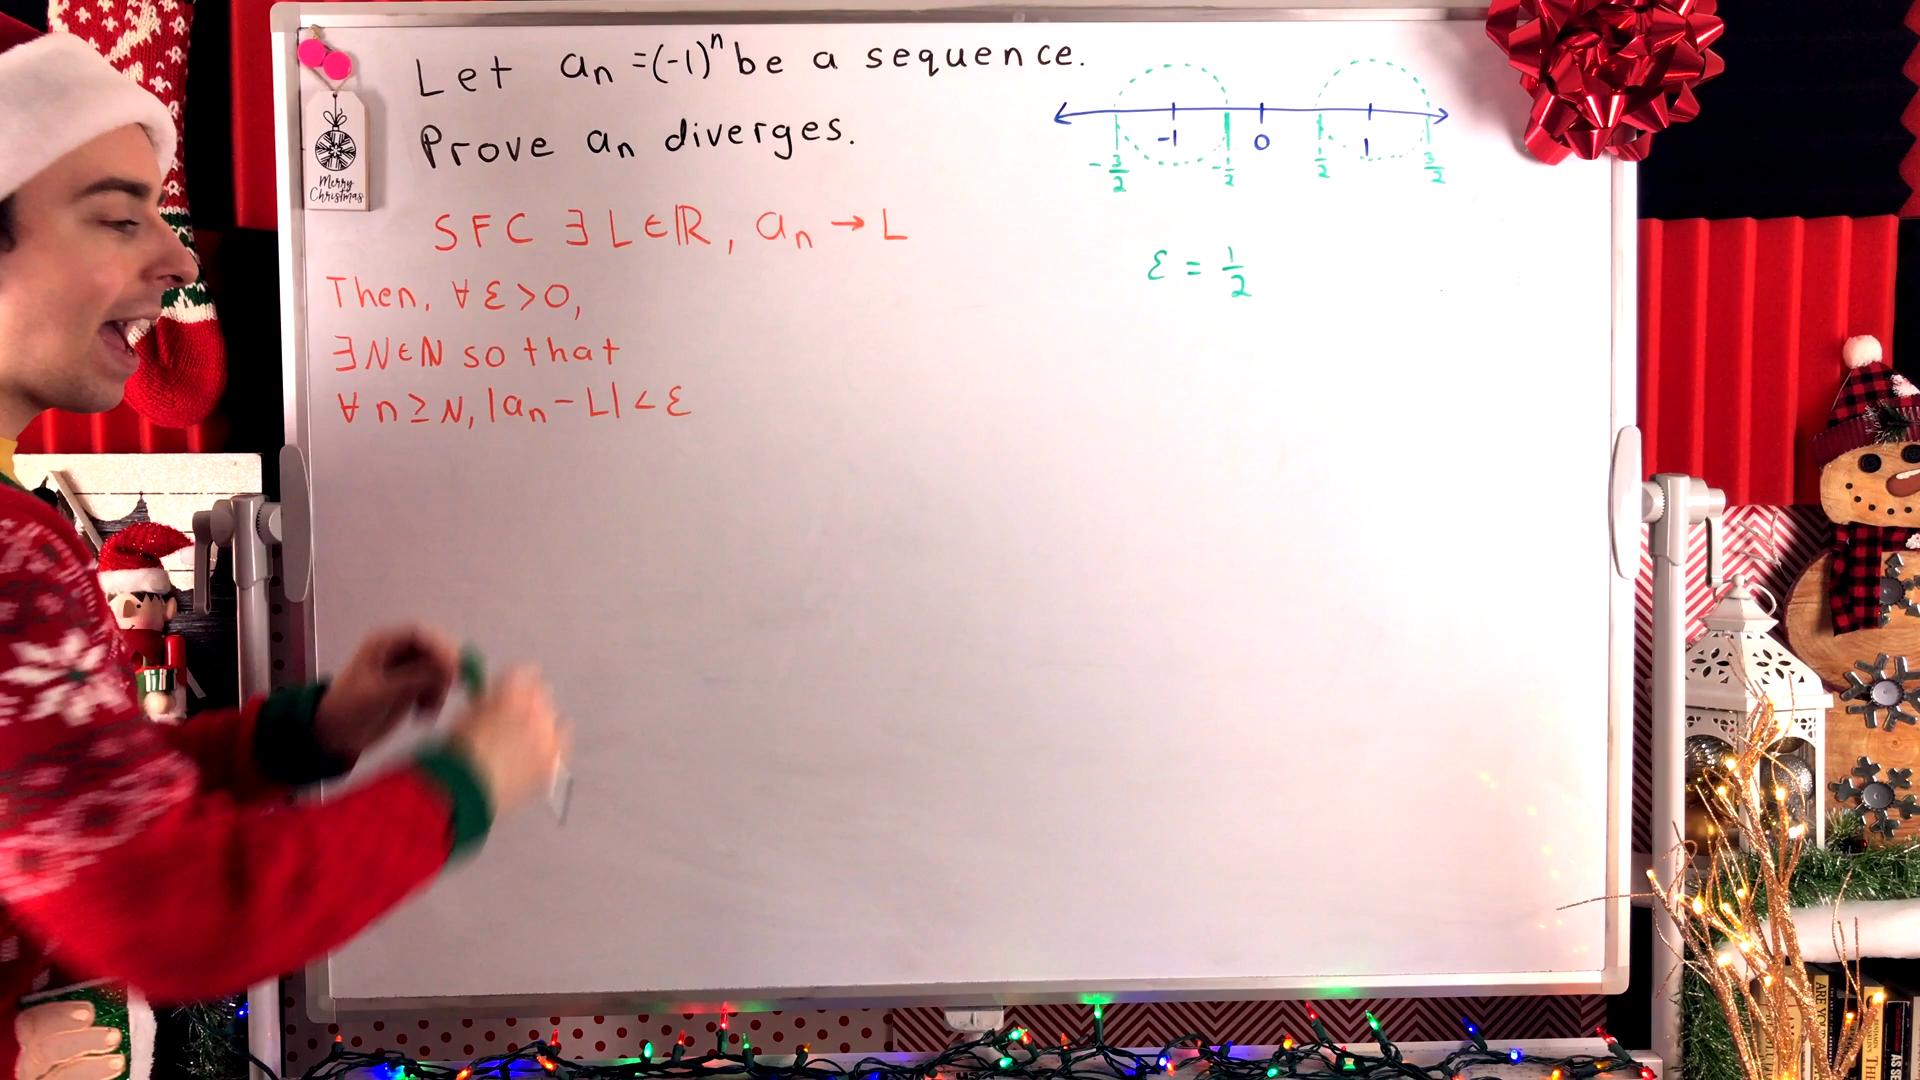 Let aₙ = (-1)ⁿ be a sequence.
Prove aₙ diverges.
-1 0 1
-3/2 -1/2 1/2 3/2
SFC ∃ L ∈ ℝ, aₙ → L
Then, ∀ ε > 0,
∃ N ∈ ℕ so that
∀ n ≥ N, |aₙ - L| < ε
ε = 1/2
Merry
Christmas